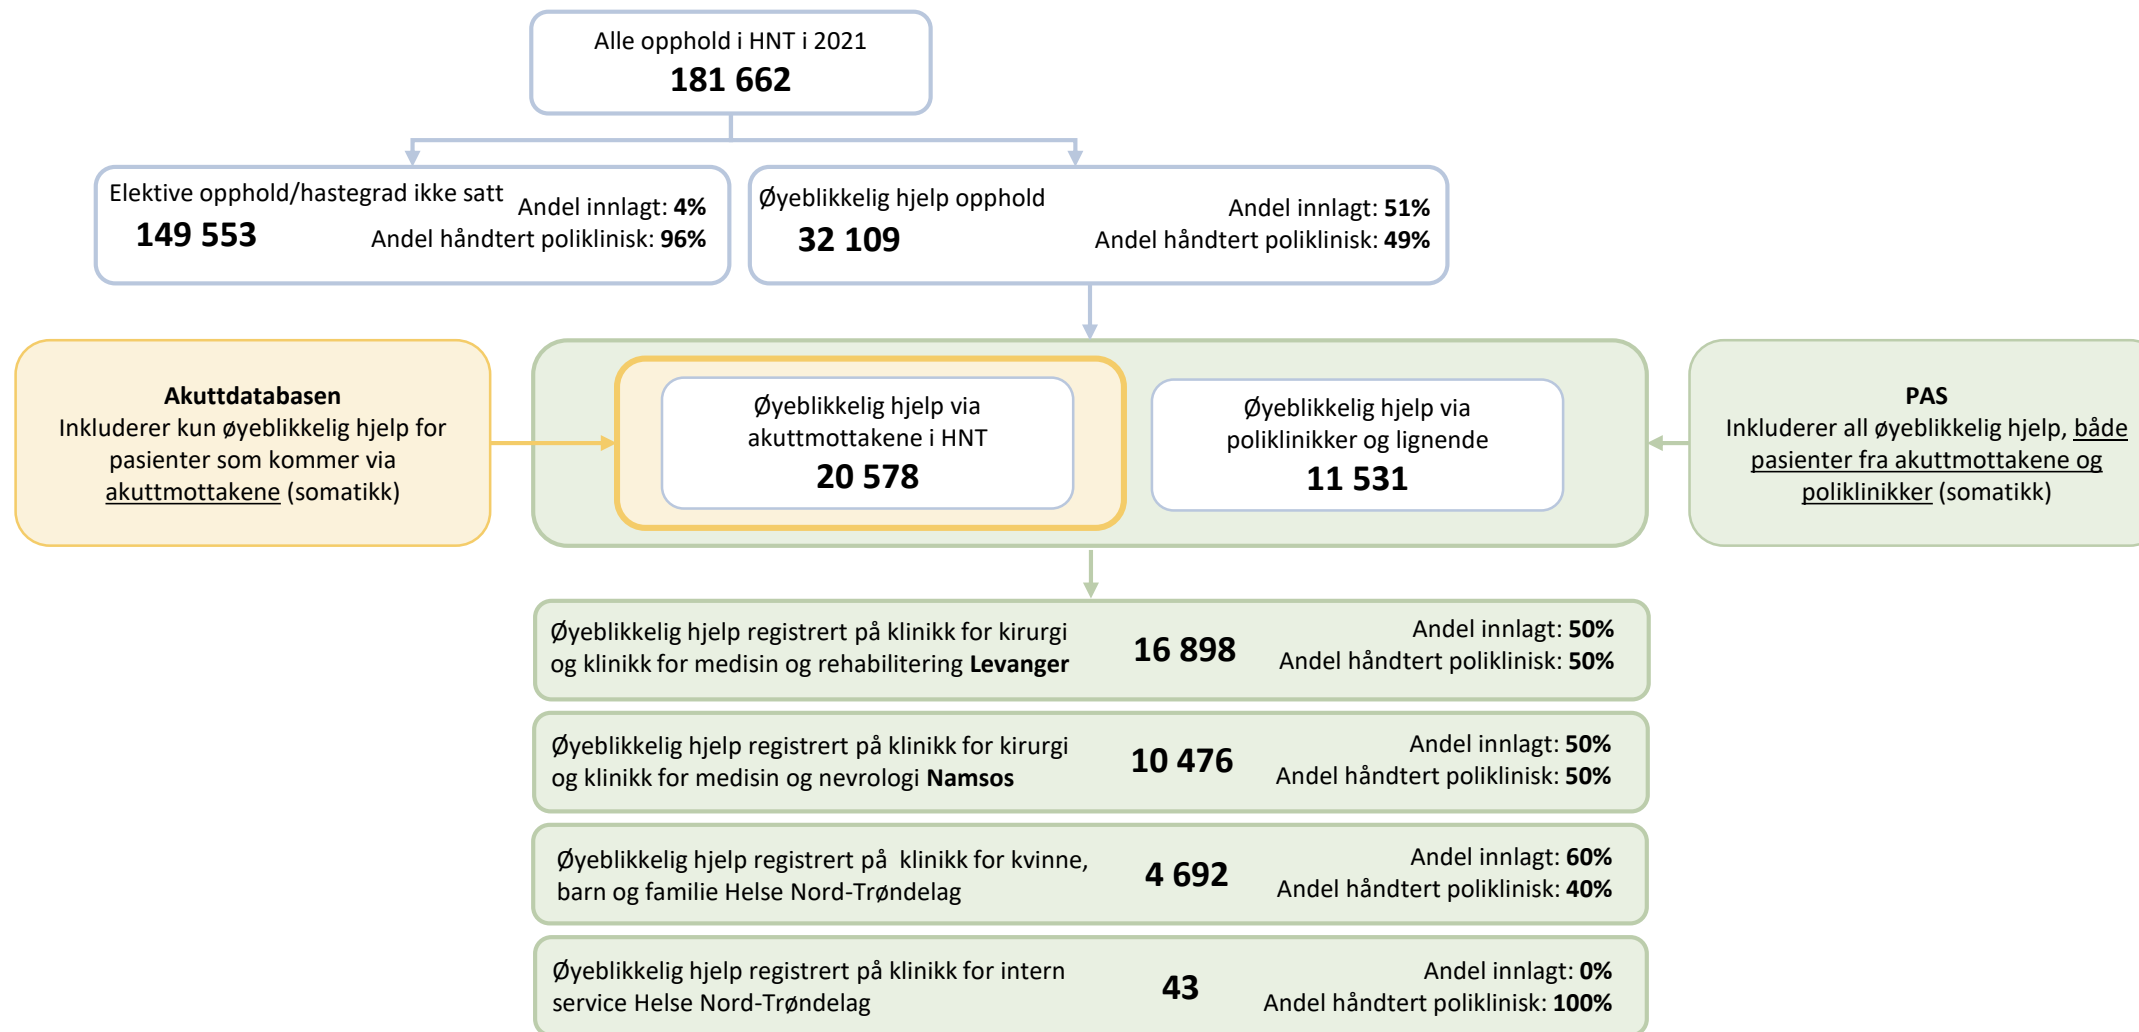 Alle opphold i HNT i 2021
181 662
Elektive opphold/hastegrad ikke satt
149 553
Andel innlagt: 4%
Andel håndtert poliklinisk: 96%
Øyeblikkelig hjelp opphold
32 109
Andel innlagt: 51%
Andel håndtert poliklinisk: 49%
Akuttdatabasen
Inkluderer kun øyeblikkelig hjelp for
pasienter som kommer via
akuttmottakene (somatikk)
Øyeblikkelig hjelp via
akuttmottakene i HNT
20 578
Øyeblikkelig hjelp via
poliklinikker og lignende
11 531
PAS
Inkluderer all øyeblikkelig hjelp, både
pasienter fra akuttmottakene og
poliklinikker (somatikk)
Øyeblikkelig hjelp registrert på klinikk for kirurgi
og klinikk for medisin og rehabilitering Levanger
16 898
Andel innlagt: 50%
Andel håndtert poliklinisk: 50%
Øyeblikkelig hjelp registrert på klinikk for kirurgi
og klinikk for medisin og nevrologi Namsos
10 476
Andel innlagt: 50%
Andel håndtert poliklinisk: 50%
Øyeblikkelig hjelp registrert på klinikk for kvinne,
barn og familie Helse Nord-Trøndelag
4 692
Andel innlagt: 60%
Andel håndtert poliklinisk: 40%
Øyeblikkelig hjelp registrert på klinikk for intern
service Helse Nord-Trøndelag
43
Andel innlagt: 0%
Andel håndtert poliklinisk: 100%